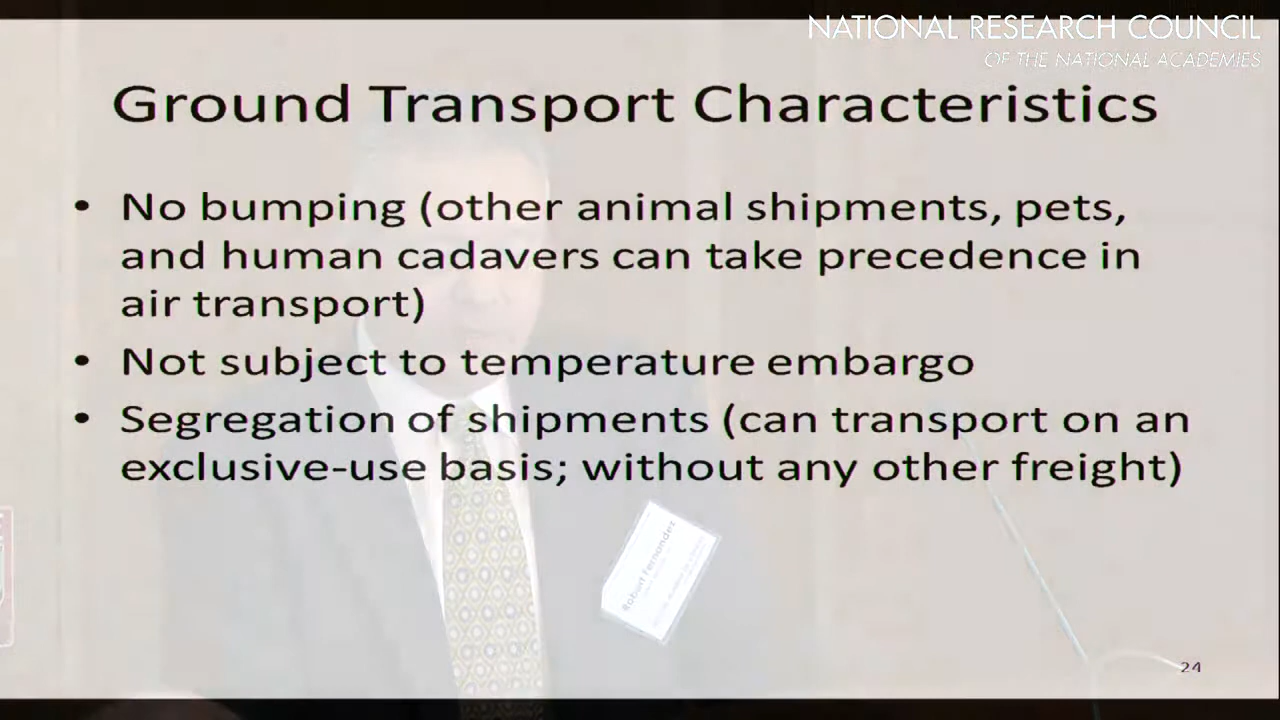 NATIONAL RESEARCH COUNCIL
OF THE NATIONAL ACADEMIES
Ground Transport Characteristics
• No bumping (other animal shipments, pets,
and human cadavers can take precedence in
air transport)
• Not subject to temperature embargo
• Segregation of shipments (can transport on an
exclusive-use basis; without any other freight)
Robert Fernandez
24